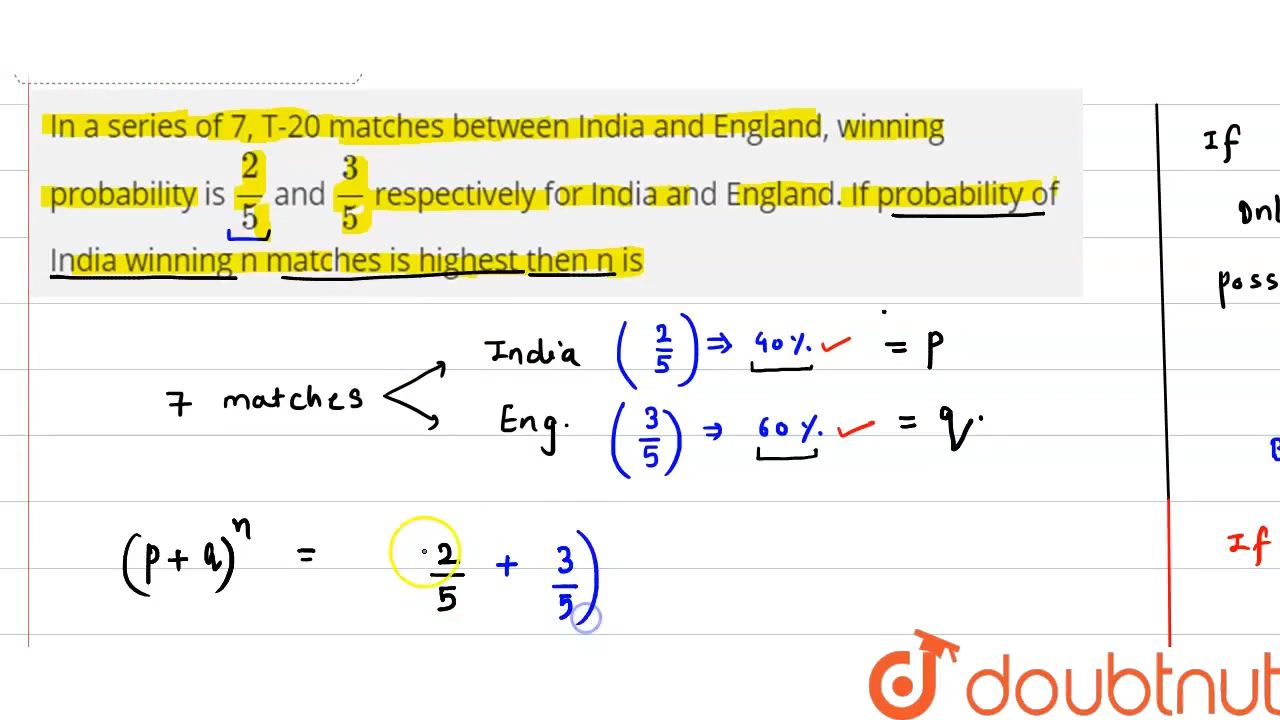 In a series of 7, T-20 matches between India and England, winning
probability is 2/5 and 3/5 respectively for India and England. If probability of
India winning n matches is highest then n is
If
poss
India (2/5) ⇒ 40 %. ✓ = p
7 matches
Eng. (3/5) ⇒ 60 %. ✓ = q.
(p + q)^n = 2/5 + 3/5)
If
doubtnut